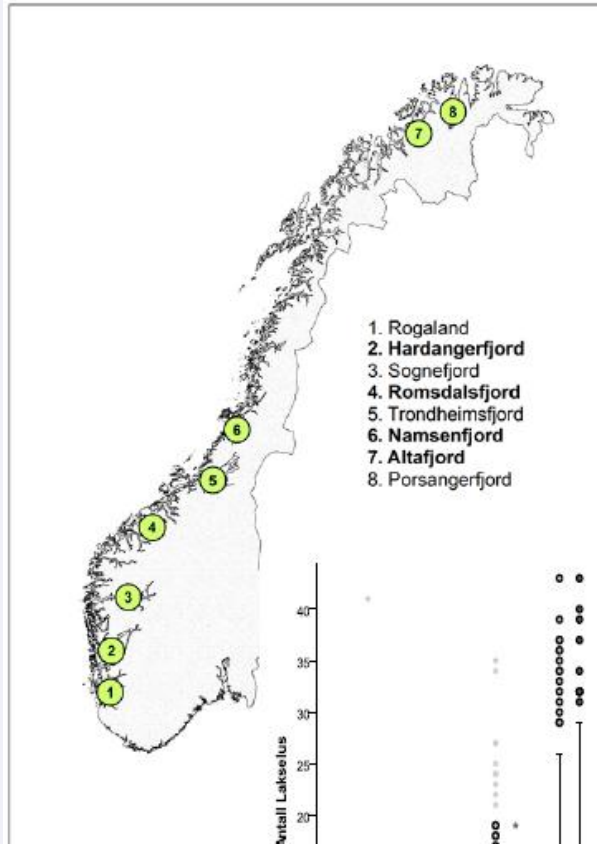 8
7
1. Rogaland
2. Hardangerfjord
3. Sognefjord
4. Romsdalsfjord
5. Trondheimsfjord
6. Namsenfjord
7. Altafjord
8. Porsangerfjord
6
5
4
3
2
1
40
35
30
25
20
Antall Lakselus